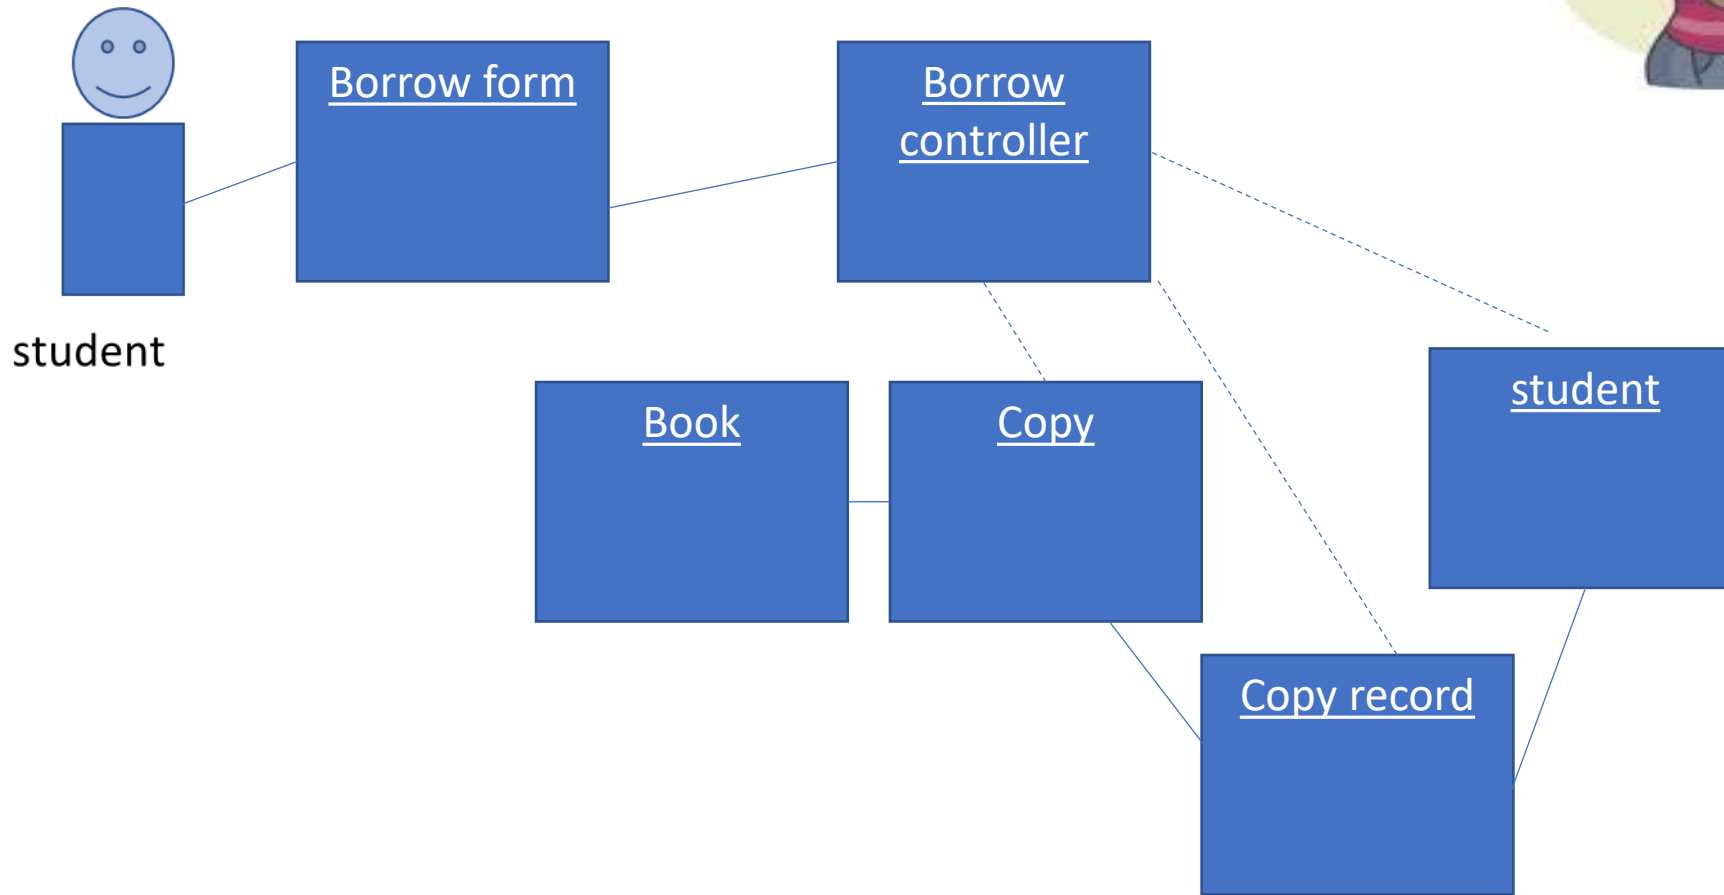 Borrow form
Borrow
controller
student
Book
Copy
student
Copy record